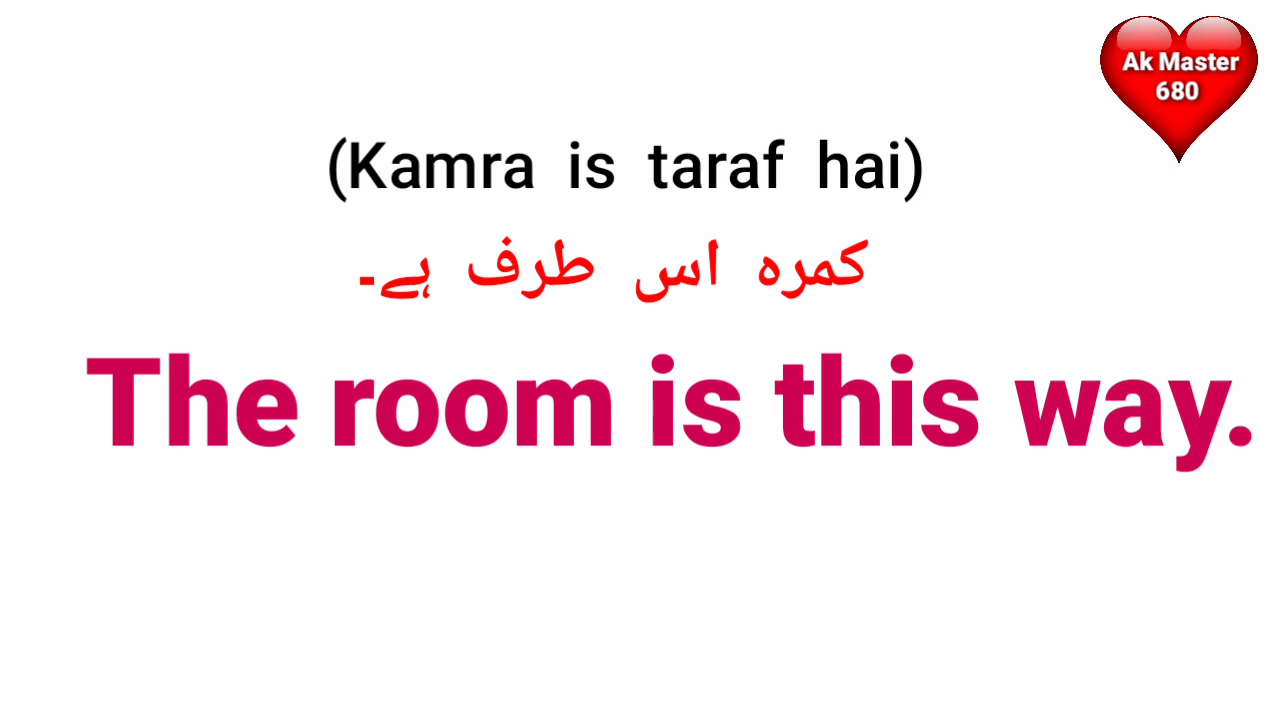 Ak Master
680
(Kamra is taraf hai)
کمرہ اس طرف ہے۔
The room is this way.